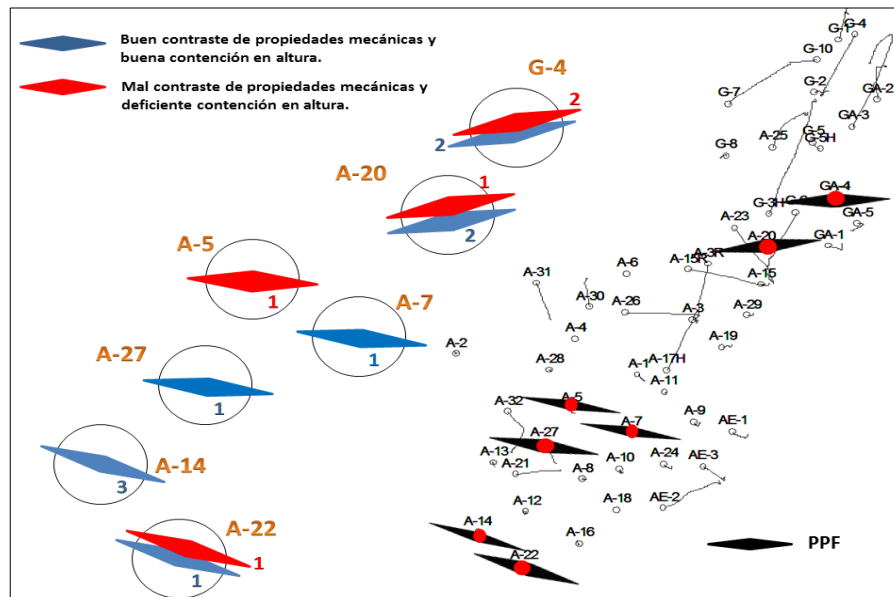 Buen contraste de propiedades mecánicas y
buena contención en altura.
Mal contraste de propiedades mecánicas y
deficiente contención en altura.
G-4
2
2
A-20
1
2
A-5
1
A-7
1
A-27
1
A-14
3
A-22
1
1
G-4
G-1
G-10
G-2
G-7
GA-2
GA-3
G-5
G-5H
A-25
G-8
GA-4
G-3H
GA-5
A-23
A-20
GA-1
A-3R
A-15R
A-15
A-6
A-31
A-30
A-26
A-3
A-29
A-4
A-19
A-2
A-28
A-1
A-17H
A-11
A-5
A-32
A-7
A-9
AE-1
A-27
A-13
A-21
A-10
A-24
AE-3
A-8
A-12
A-18
AE-2
A-14
A-16
A-22
PPF